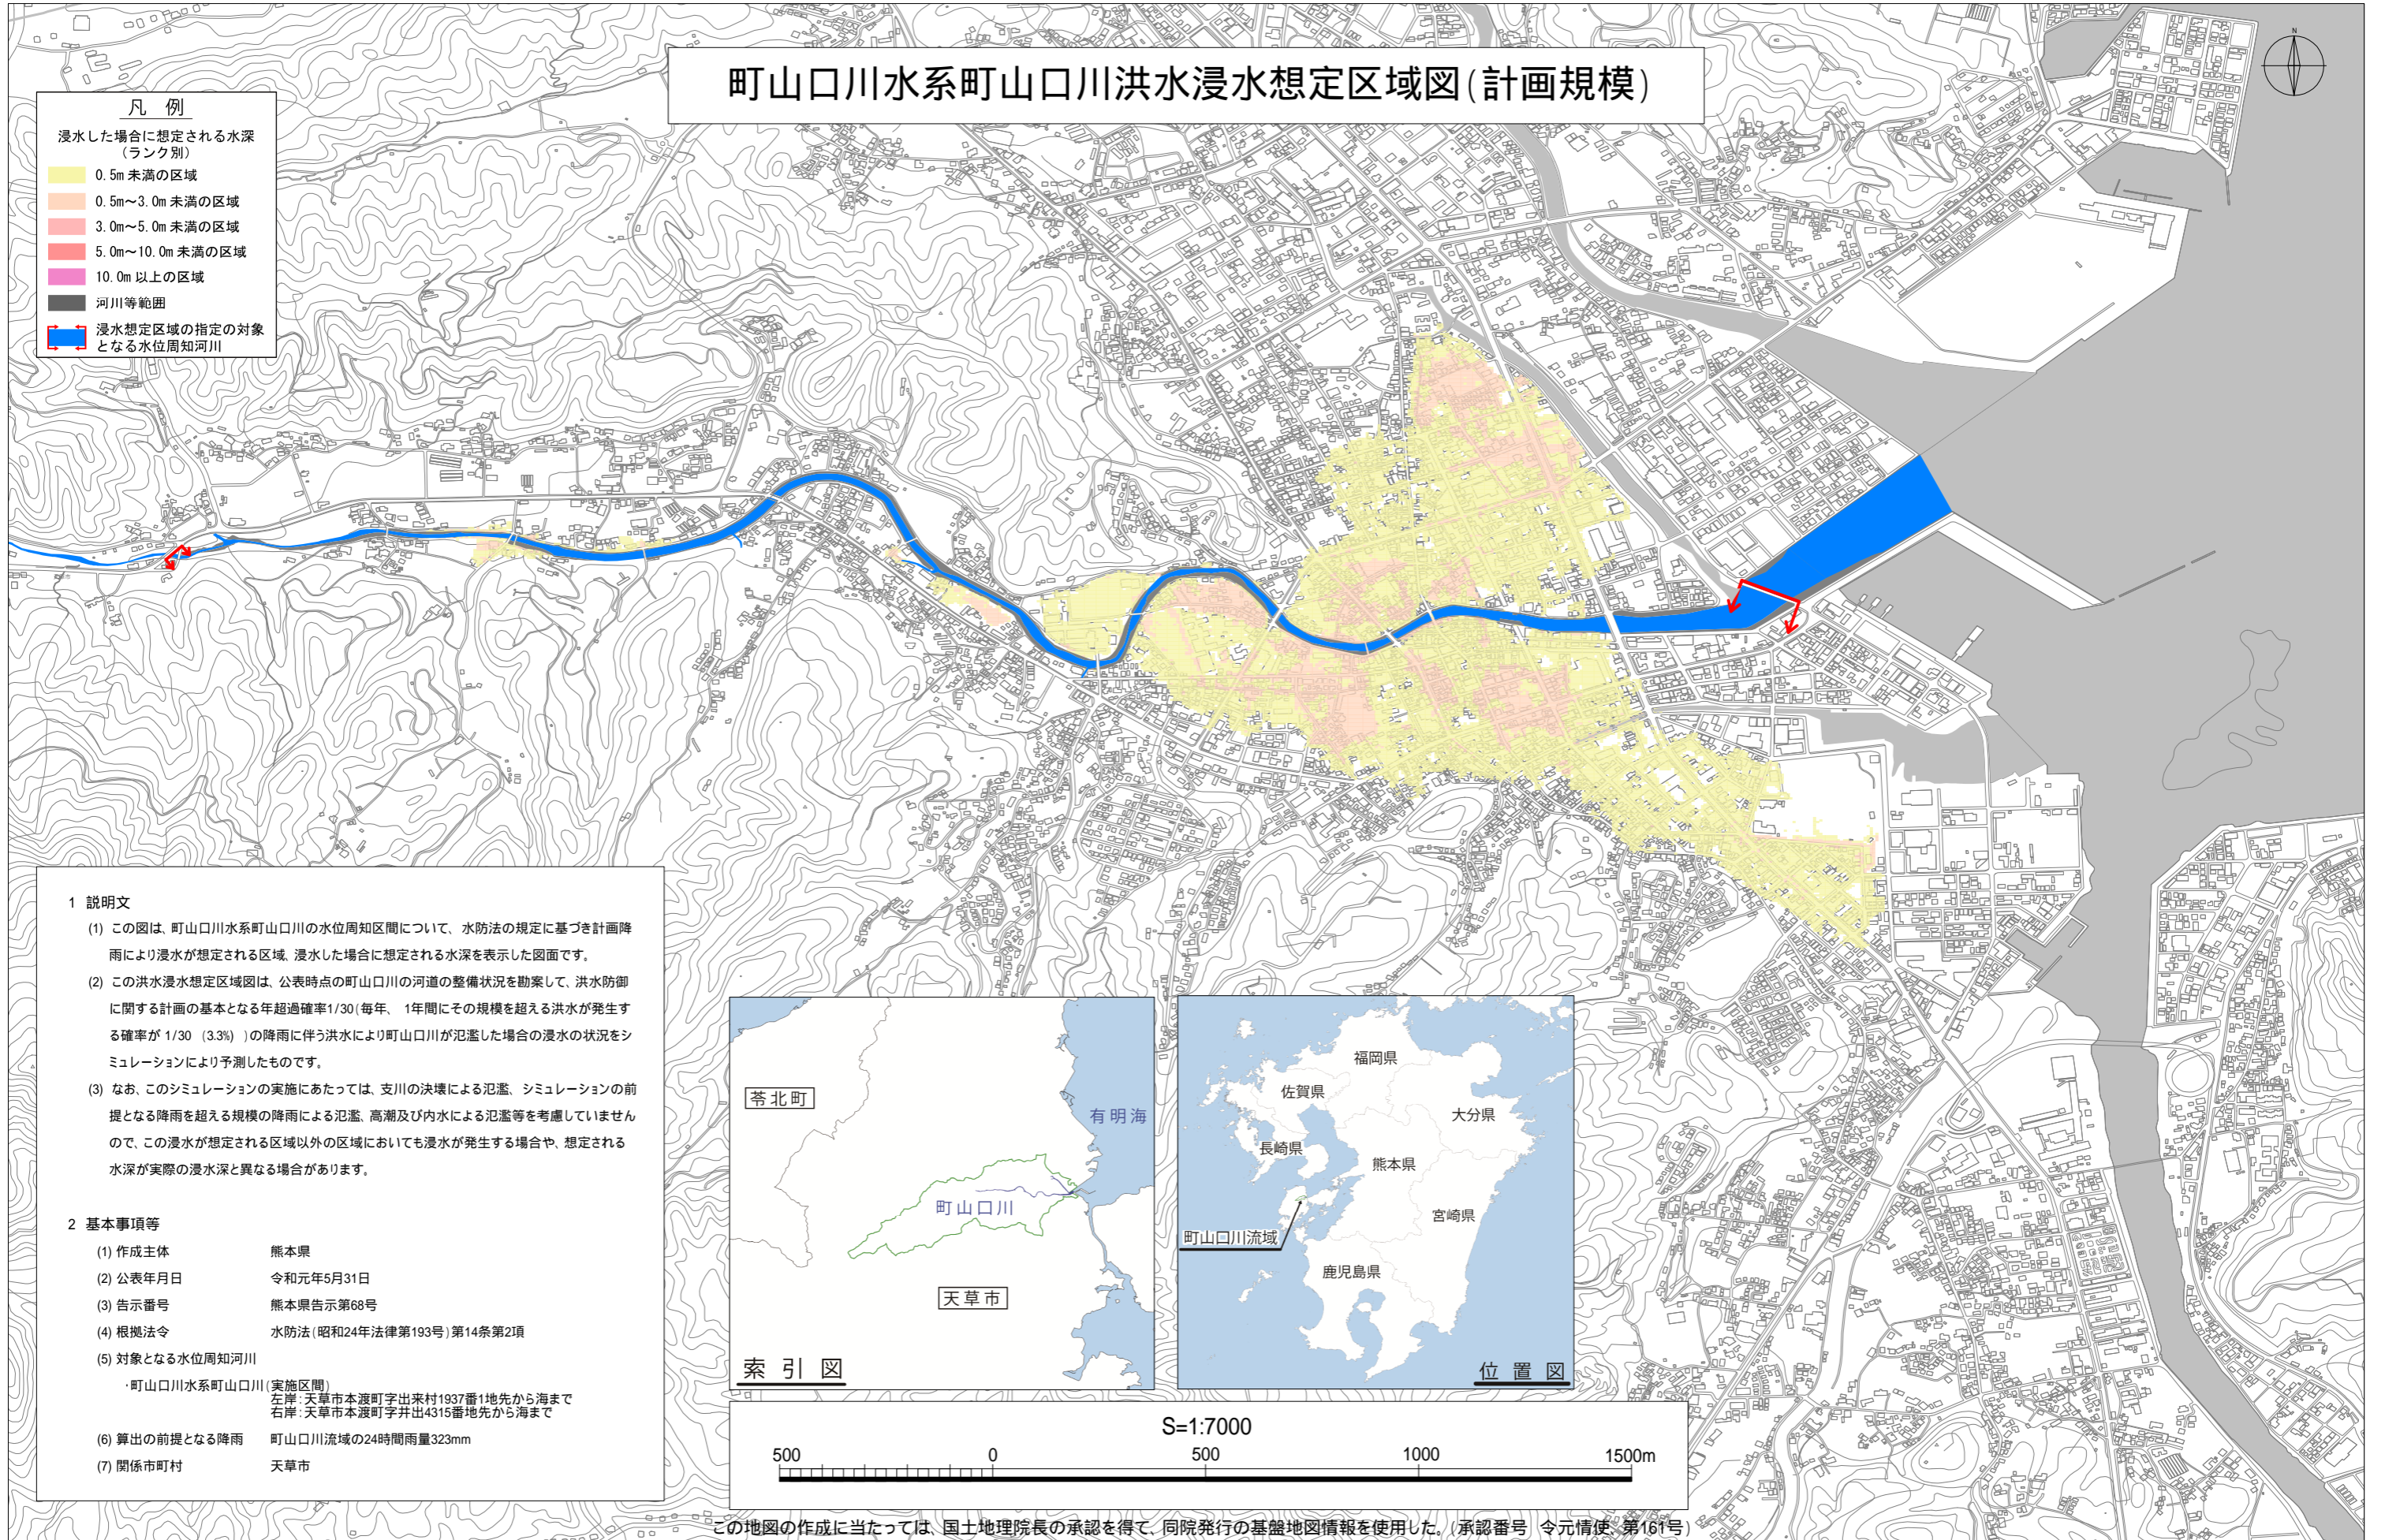 町山口川水系町山口川洪水浸水想定区域図(計画規模)
N
凡 例
浸水した場合に想定される水深
(ランク別)
0.5m 未満の区域
0.5m～3.0m 未満の区域
3.0m～5.0m 未満の区域
5.0m～10.0m 未満の区域
10.0m 以上の区域
河川等範囲
浸水想定区域の指定の対象
となる水位周知河川
1 説明文
(1) この図は、町山口川水系町山口川の水位周知区間について、水防法の規定に基づき計画降
雨により浸水が想定される区域、浸水した場合に想定される水深を表示した図面です。
(2) この洪水浸水想定区域図は、公表時点の町山口川の河道の整備状況を勘案して、洪水防御
に関する計画の基本となる年超過確率1/30(毎年、 1年間にその規模を超える洪水が発生す
る確率が 1/30 (3.3%) )の降雨に伴う洪水により町山口川が氾濫した場合の浸水の状況をシ
ミュレーションにより予測したものです。
(3) なお、このシミュレーションの実施にあたっては、支川の決壊による氾濫、シミュレーションの前
提となる降雨を超える規模の降雨による氾濫、高潮及び内水による氾濫等を考慮していません
ので、この浸水が想定される区域以外の区域においても浸水が発生する場合や、想定される
水深が実際の浸水深と異なる場合があります。
2 基本事項等
(1) 作成主体 熊本県
(2) 公表年月日 令和元年5月31日
(3) 告示番号 熊本県告示第68号
(4) 根拠法令 水防法(昭和24年法律第193号)第14条第2項
(5) 対象となる水位周知河川
・町山口川水系町山口川(実施区間)
左岸:天草市本渡町字出来村1937番1地先から海まで
右岸:天草市本渡町字井出4315番地先から海まで
(6) 算出の前提となる降雨 町山口川流域の24時間雨量323mm
(7) 関係市町村 天草市
苓北町
有明海
町山口川
天草市
索 引 図
福岡県
佐賀県
大分県
長崎県
熊本県
宮崎県
町山口川流域
鹿児島県
位 置 図
S=1:7000
500 0 500 1000 1500m
この地図の作成に当たっては、国土地理院長の承認を得て、同院発行の基盤地図情報を使用した。(承認番号 令元情使、第161号)